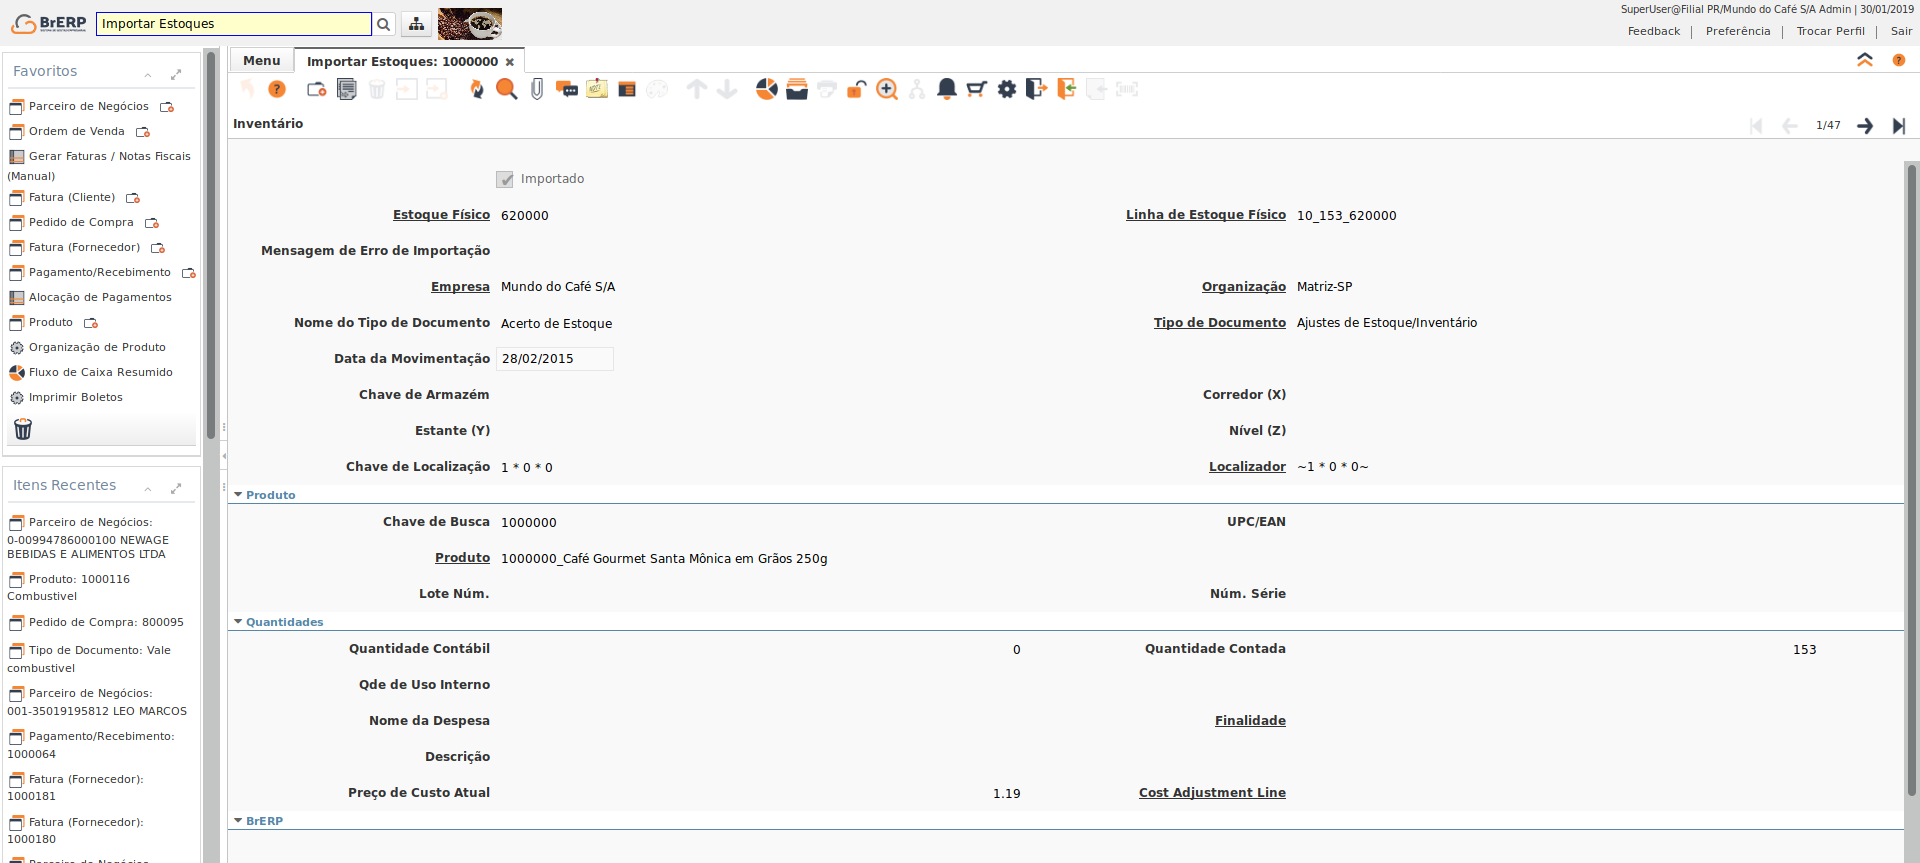 BrERP
Importar Estoques
SuperUser@Filial PR/Mundo do Café S/A Admin | 30/01/2019
Feedback | Preferência | Trocar Perfil | Sair
Favoritos
Parceiro de Negócios
Ordem de Venda
Gerar Faturas / Notas Fiscais
(Manual)
Fatura (Cliente)
Pedido de Compra
Fatura (Fornecedor)
Pagamento/Recebimento
Alocação de Pagamentos
Produto
Organização de Produto
Fluxo de Caixa Resumido
Imprimir Boletos
Itens Recentes
Parceiro de Negócios:
0-00994786000100 NEWAGE
BEBIDAS E ALIMENTOS LTDA
Produto: 1000116
Combustivel
Pedido de Compra: 800095
Tipo de Documento: Vale
combustivel
Parceiro de Negócios:
001-35019195812 LEO MARCOS
Pagamento/Recebimento:
1000064
Fatura (Fornecedor):
1000181
Fatura (Fornecedor):
1000180
Menu
Importar Estoques: 1000000
Inventário
1/47
Importado
Estoque Físico 620000
Linha de Estoque Físico 10_153_620000
Mensagem de Erro de Importação
Empresa Mundo do Café S/A
Organização Matriz-SP
Nome do Tipo de Documento Acerto de Estoque
Tipo de Documento Ajustes de Estoque/Inventário
Data da Movimentação 28/02/2015
Chave de Armazém
Corredor (X)
Estante (Y)
Nível (Z)
Chave de Localização 1 * 0 * 0
Localizador ~1 * 0 * 0~
Produto
Chave de Busca 1000000
UPC/EAN
Produto 1000000_Café Gourmet Santa Mônica em Grãos 250g
Lote Núm.
Núm. Série
Quantidades
Quantidade Contábil 0
Quantidade Contada 153
Qde de Uso Interno
Nome da Despesa
Finalidade
Descrição
Preço de Custo Atual 1.19
Cost Adjustment Line
BrERP